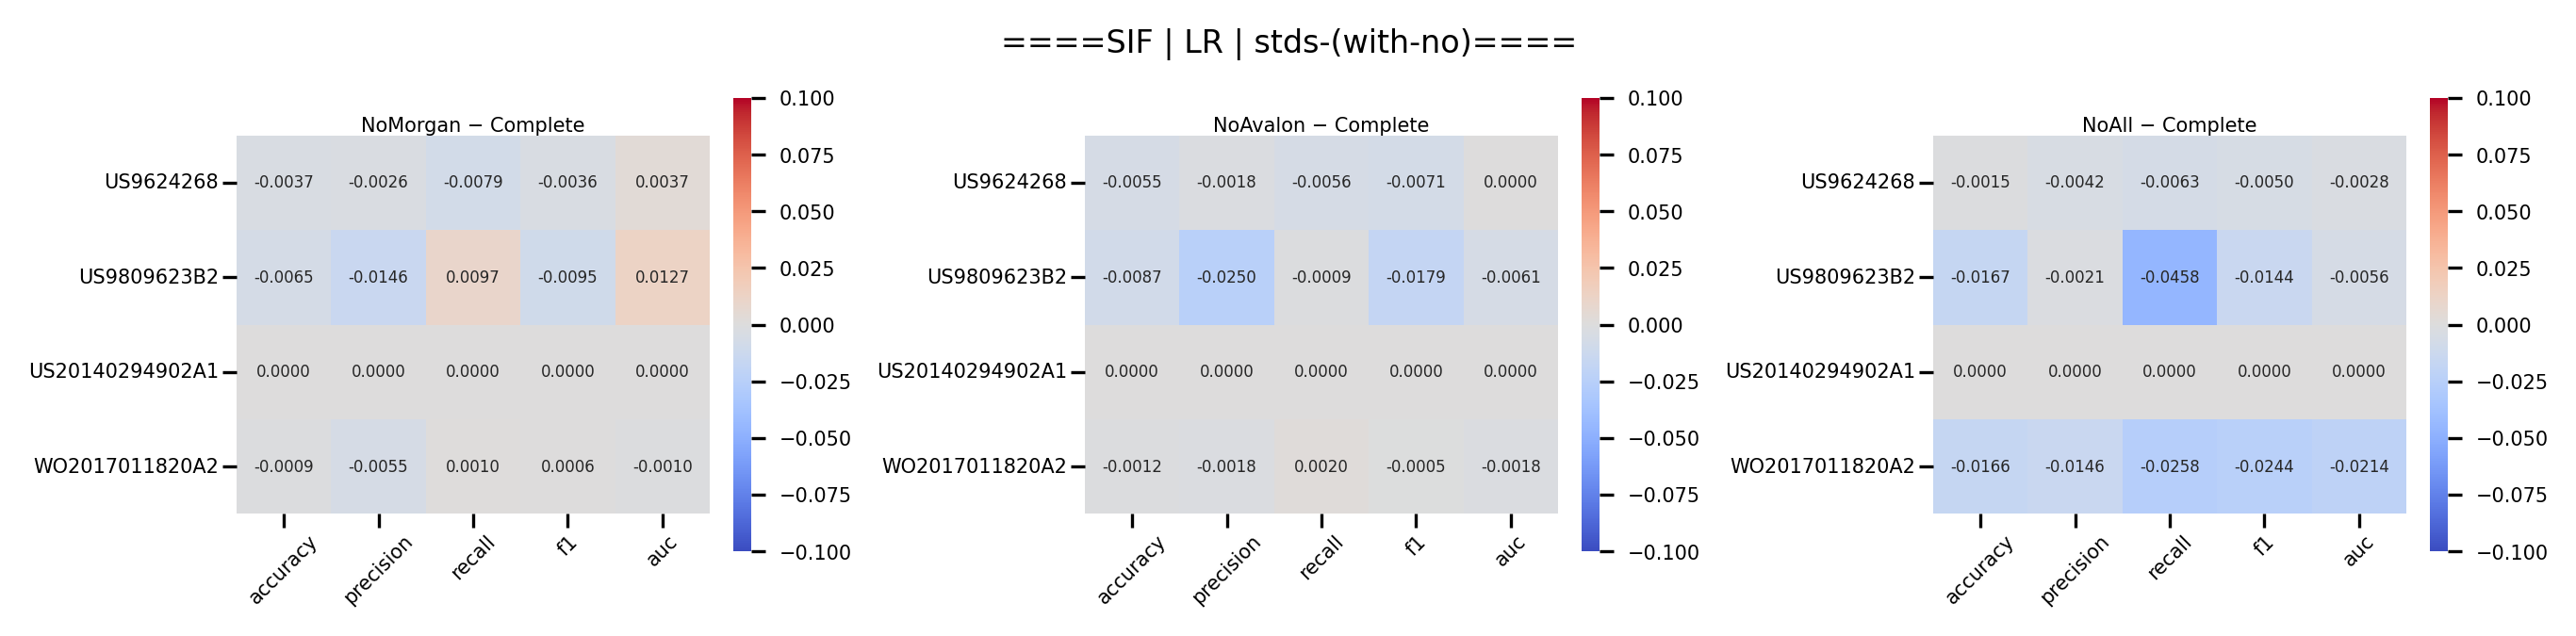 ====SIF | LR | stds-(with-no)====
NoMorgan − Complete
US9624268 -0.0037 -0.0026 -0.0079 -0.0036 0.0037
US9809623B2 -0.0065 -0.0146 0.0097 -0.0095 0.0127
US20140294902A1 0.0000 0.0000 0.0000 0.0000 0.0000
WO2017011820A2 -0.0009 -0.0055 0.0010 0.0006 -0.0010
accuracy precision recall f1 auc
0.100
0.075
0.050
0.025
0.000
−0.025
−0.050
−0.075
−0.100
NoAvalon − Complete
US9624268 -0.0055 -0.0018 -0.0056 -0.0071 0.0000
US9809623B2 -0.0087 -0.0250 -0.0009 -0.0179 -0.0061
US20140294902A1 0.0000 0.0000 0.0000 0.0000 0.0000
WO2017011820A2 -0.0012 -0.0018 0.0020 -0.0005 -0.0018
accuracy precision recall f1 auc
0.100
0.075
0.050
0.025
0.000
−0.025
−0.050
−0.075
−0.100
NoAll − Complete
US9624268 -0.0015 -0.0042 -0.0063 -0.0050 -0.0028
US9809623B2 -0.0167 -0.0021 -0.0458 -0.0144 -0.0056
US20140294902A1 0.0000 0.0000 0.0000 0.0000 0.0000
WO2017011820A2 -0.0166 -0.0146 -0.0258 -0.0244 -0.0214
accuracy precision recall f1 auc
0.100
0.075
0.050
0.025
0.000
−0.025
−0.050
−0.075
−0.100